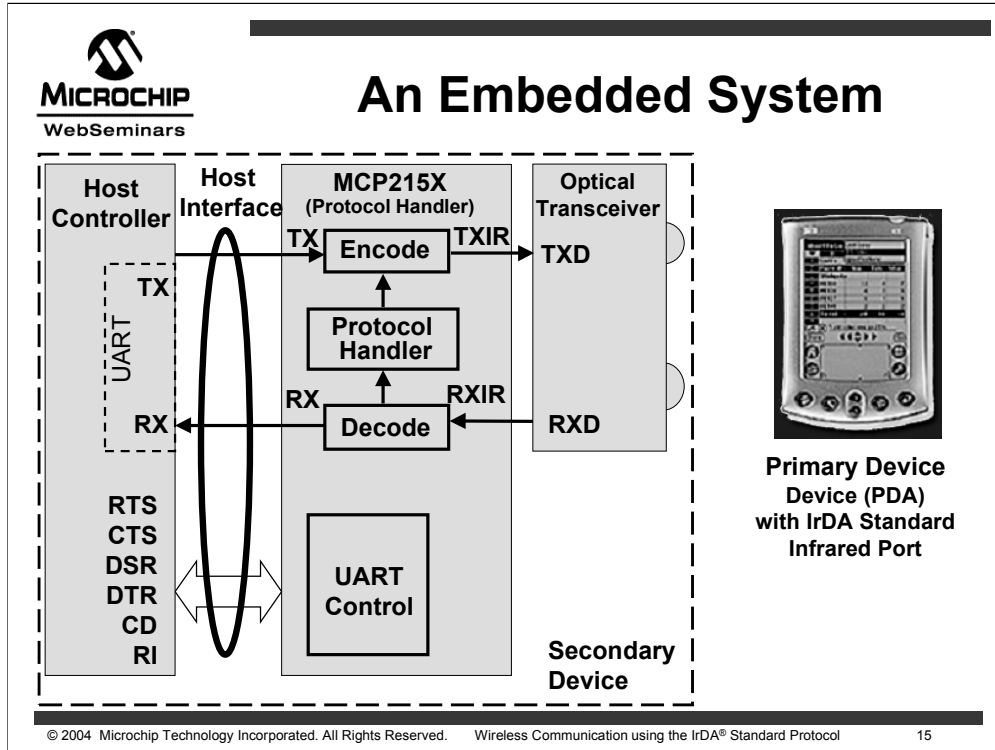 MICROCHIP
WebSeminars
An Embedded System
Host
Controller
Host
Interface
MCP215X
(Protocol Handler)
Optical
Transceiver
TX
Encode
TXIR
TXD
TX
UART
Protocol
Handler
RX
RX
Decode
RXIR
RXD
RTS
CTS
DSR
DTR
CD
RI
UART
Control
Secondary
Device
Primary Device
Device (PDA)
with IrDA Standard
Infrared Port
© 2004 Microchip Technology Incorporated. All Rights Reserved. Wireless Communication using the IrDA® Standard Protocol 15